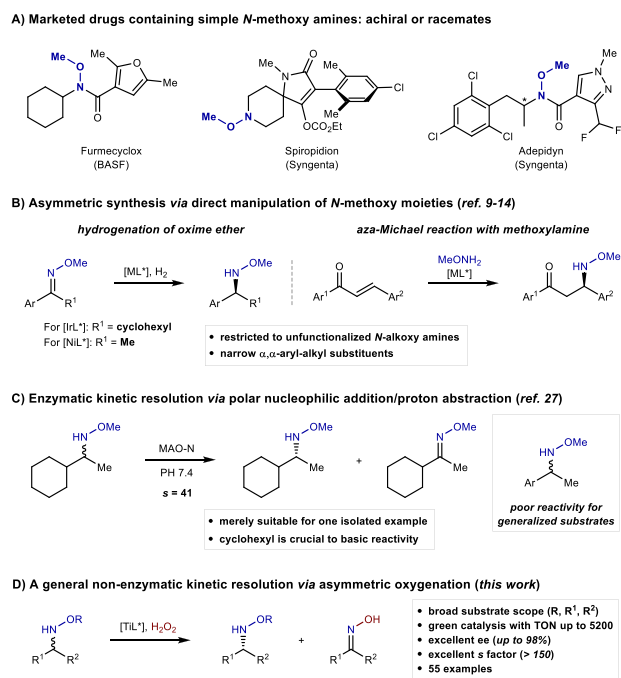 A) Marketed drugs containing simple N-methoxy amines: achiral or racemates
Me
O
N
O
Me
O
Me
Furmecyclox
(BASF)
Me
N
O
Me
Cl
Me
O
N
OCO2Et
Me
Spiropidion
(Syngenta)
Cl
Cl
Cl
*
Me
O
N
O
Me
N
N
F
F
Adepidyn
(Syngenta)
B) Asymmetric synthesis via direct manipulation of N-methoxy moieties (ref. 9-14)
hydrogenation of oxime ether
aza-Michael reaction with methoxylamine
N
OMe
Ar
R1
[ML*], H2
HN
OMe
Ar
R1
O
Ar1
Ar2
MeONH2
[ML*]
O
HN
OMe
Ar1
Ar2
For [IrL*]: R1 = cyclohexyl
For [NiL*]: R1 = Me
• restricted to unfunctionalized N-alkoxy amines
• narrow α,α-aryl-alkyl substituents
C) Enzymatic kinetic resolution via polar nucleophilic addition/proton abstraction (ref. 27)
HN
OMe
Me
MAO-N
PH 7.4
s = 41
HN
OMe
Me
+
N
OMe
Me
HN
OMe
Ar
Me
poor reactivity for
generalized substrates
• merely suitable for one isolated example
• cyclohexyl is crucial to basic reactivity
D) A general non-enzymatic kinetic resolution via asymmetric oxygenation (this work)
HN
OR
R1
R2
[TiL*], H2O2
HN
OR
R1
R2
+
N
OH
R1
R2
• broad substrate scope (R, R1, R2)
• green catalysis with TON up to 5200
• excellent ee (up to 98%)
• excellent s factor (> 150)
• 55 examples